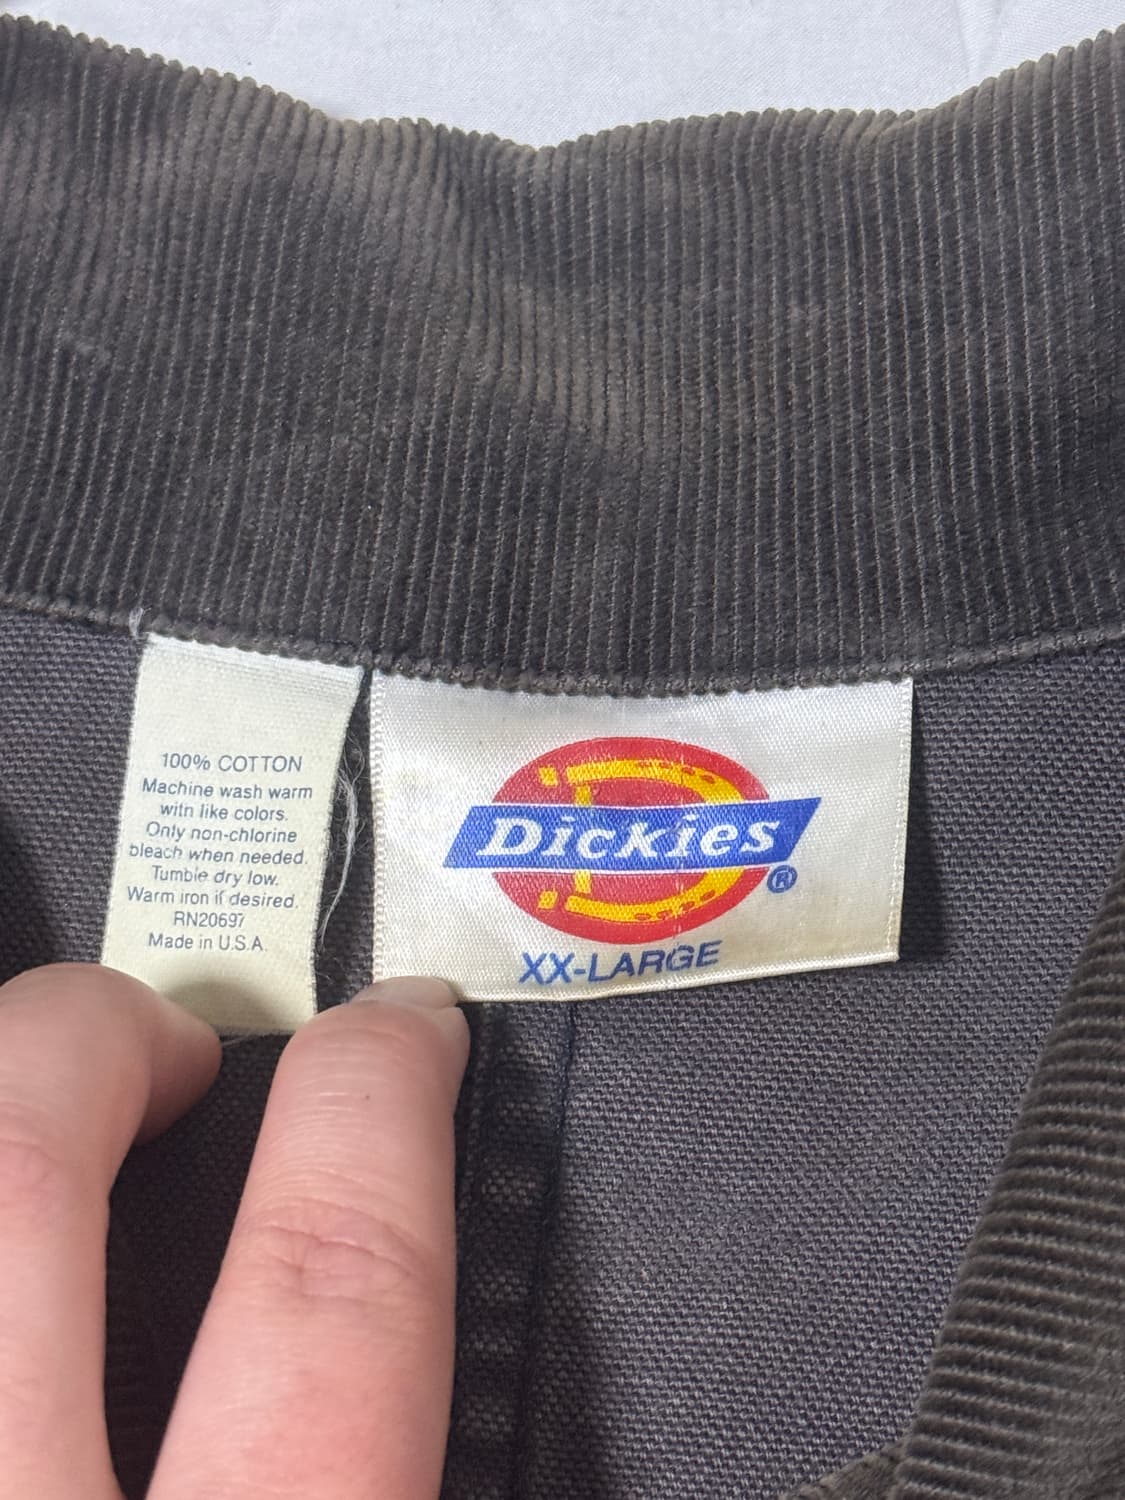 100% COTTON
Machine wash warm
with like colors.
Only non-chlorine
bleach when needed.
Tumble dry low.
Warm iron if desired.
RN20697
Made in U.S.A.
Dickies
®
XX-LARGE